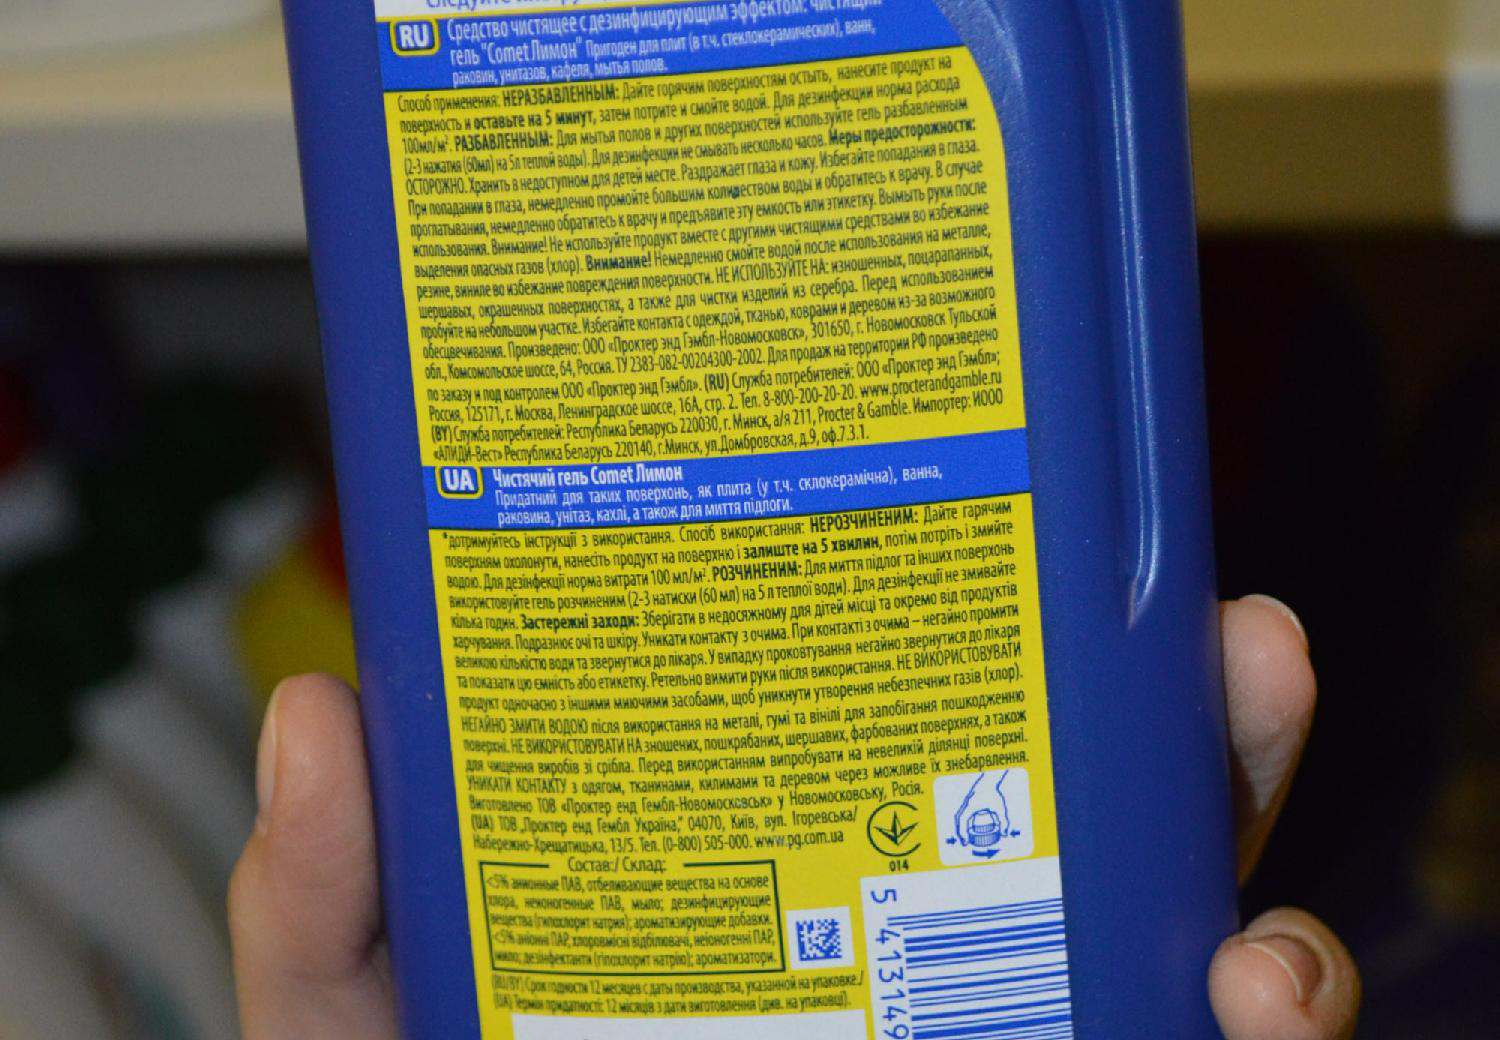 RU Средство чистящее с дезинфицирующим эффектом: чистящий
гель "Comet Лимон" Пригоден для плит (в т.ч. стеклокерамических), ванн,
раковин, унитазов, кафеля, мытья полов.
Способ применения: НЕРАЗБАВЛЕННЫМ: Дайте горячим поверхностям остыть, нанесите продукт на
поверхность и оставьте на 5 минут, затем потрите и смойте водой. Для дезинфекции норма расхода
100мл/м². РАЗБАВЛЕННЫМ: Для мытья полов и других поверхностей используйте гель разбавленным
(2-3 нажатия (60мл) на 5л теплой воды). Для дезинфекции не смывать несколько часов. Меры предосторожности:
ОСТОРОЖНО. Хранить в недоступном для детей месте. Раздражает глаза и кожу. Избегайте попадания в глаза.
При попадании в глаза, немедленно промойте большим количеством воды и обратитесь к врачу. В случае
проглатывания, немедленно обратитесь к врачу и предъявите эту емкость или этикетку. Вымыть руки после
использования. Внимание! Не используйте продукт вместе с другими чистящими средствами во избежание
выделения опасных газов (хлор). Внимание! Немедленно смойте водой после использования на металле,
резине, виниле во избежание повреждения поверхности. НЕ ИСПОЛЬЗУЙТЕ НА: изношенных, поцарапанных,
шершавых, окрашенных поверхностях, а также для чистки изделий из серебра. Перед использованием
пробуйте на небольшом участке. Избегайте контакта с одеждой, тканью, коврами и деревом из-за возможного
обесцвечивания. Произведено: ООО «Проктер энд Гэмбл-Новомосковск», 301650, г. Новомосковск Тульской
обл., Комсомольское шоссе, 64, Россия. ТУ 2383-082-00204300-2002. Для продаж на территории РФ произведено
по заказу и под контролем ООО «Проктер энд Гэмбл». (RU) Служба потребителей: ООО «Проктер энд Гэмбл»;
Россия, 125171, г. Москва, Ленинградское шоссе, 16А, стр. 2. Тел. 8-800-200-20-20. www.procterandgamble.ru
(BY) Служба потребителей: Республика Беларусь 220030, г. Минск, а/я 211, Procter & Gamble. Импортер: ИООО
«АЛИДИ-Вест» Республика Беларусь 220140, г.Минск, ул.Домбровская, д.9, оф.7.3.1.
UA Чистячий гель Comet Лимон
Придатний для таких поверхонь, як плита (у т.ч. склокерамічна), ванна,
раковина, унітаз, кахлі, а також для миття підлоги.
*дотримуйтесь інструкції з використання. Спосіб використання: НЕРОЗЧИНЕНИМ: Дайте гарячим
поверхням охолонути, нанесіть продукт на поверхню і залиште на 5 хвилин, потім потріть і змийте
водою. Для дезінфекції норма витрати 100 мл/м². РОЗЧИНЕНИМ: Для миття підлог та інших поверхонь
використовуйте гель розчиненим (2-3 натиски (60 мл) на 5 л теплої води). Для дезінфекції не змивайте
кілька годин. Застережні заходи: Зберігати в недосяжному для дітей місці та окремо від продуктів
харчування. Подразнює очі та шкіру. Уникати контакту з очима. При контакті з очима – негайно промити
великою кількістю води та звернутися до лікаря. У випадку проковтування негайно звернутися до лікаря
та показати цю ємність або етикетку. Ретельно вимити руки після використання. НЕ ВИКОРИСТОВУВАТИ
продукт одночасно з іншими миючими засобами, щоб уникнути утворення небезпечних газів (хлор).
НЕГАЙНО ЗМИТИ ВОДОЮ після використання на металі, гумі та вінілі для запобігання пошкодженню
поверхні. НЕ ВИКОРИСТОВУВАТИ НА зношених, пошкрябаних, шершавих, фарбованих поверхнях, а також
для чищення виробів зі срібла. Перед використанням випробувати на невеликій ділянці поверхні.
УНИКАТИ КОНТАКТУ з одягом, тканинами, килимами та деревом через можливе їх знебарвлення.
Виготовлено ТОВ «Проктер енд Гембл-Новомосковськ» у Новомосковську, Росія.
(UA) ТОВ „Проктер енд Гембл Україна," 04070, Київ, вул. Ігоревська/
Набережно-Хрещатицька, 13/5. Тел. (0-800) 505-000. www.pg.com.ua
014
Состав:/ Склад:
<5% анионные ПАВ, отбеливающие вещества на основе
хлора, неионогенные ПАВ, мыло; дезинфицирующие
вещества (гипохлорит натрия); ароматизирующие добавки.
<5% аніонні ПАР, хлоровмісні відбілювачі, неіоногенні ПАР,
мило; дезінфектанти (гіпохлорит натрію); ароматизатори.
(RU/BY) Срок годности 12 месяцев с даты производства, указанной на упаковке./
(UA) Термін придатності: 12 місяців з дати виготовлення (див. на упаковці).
5 413149